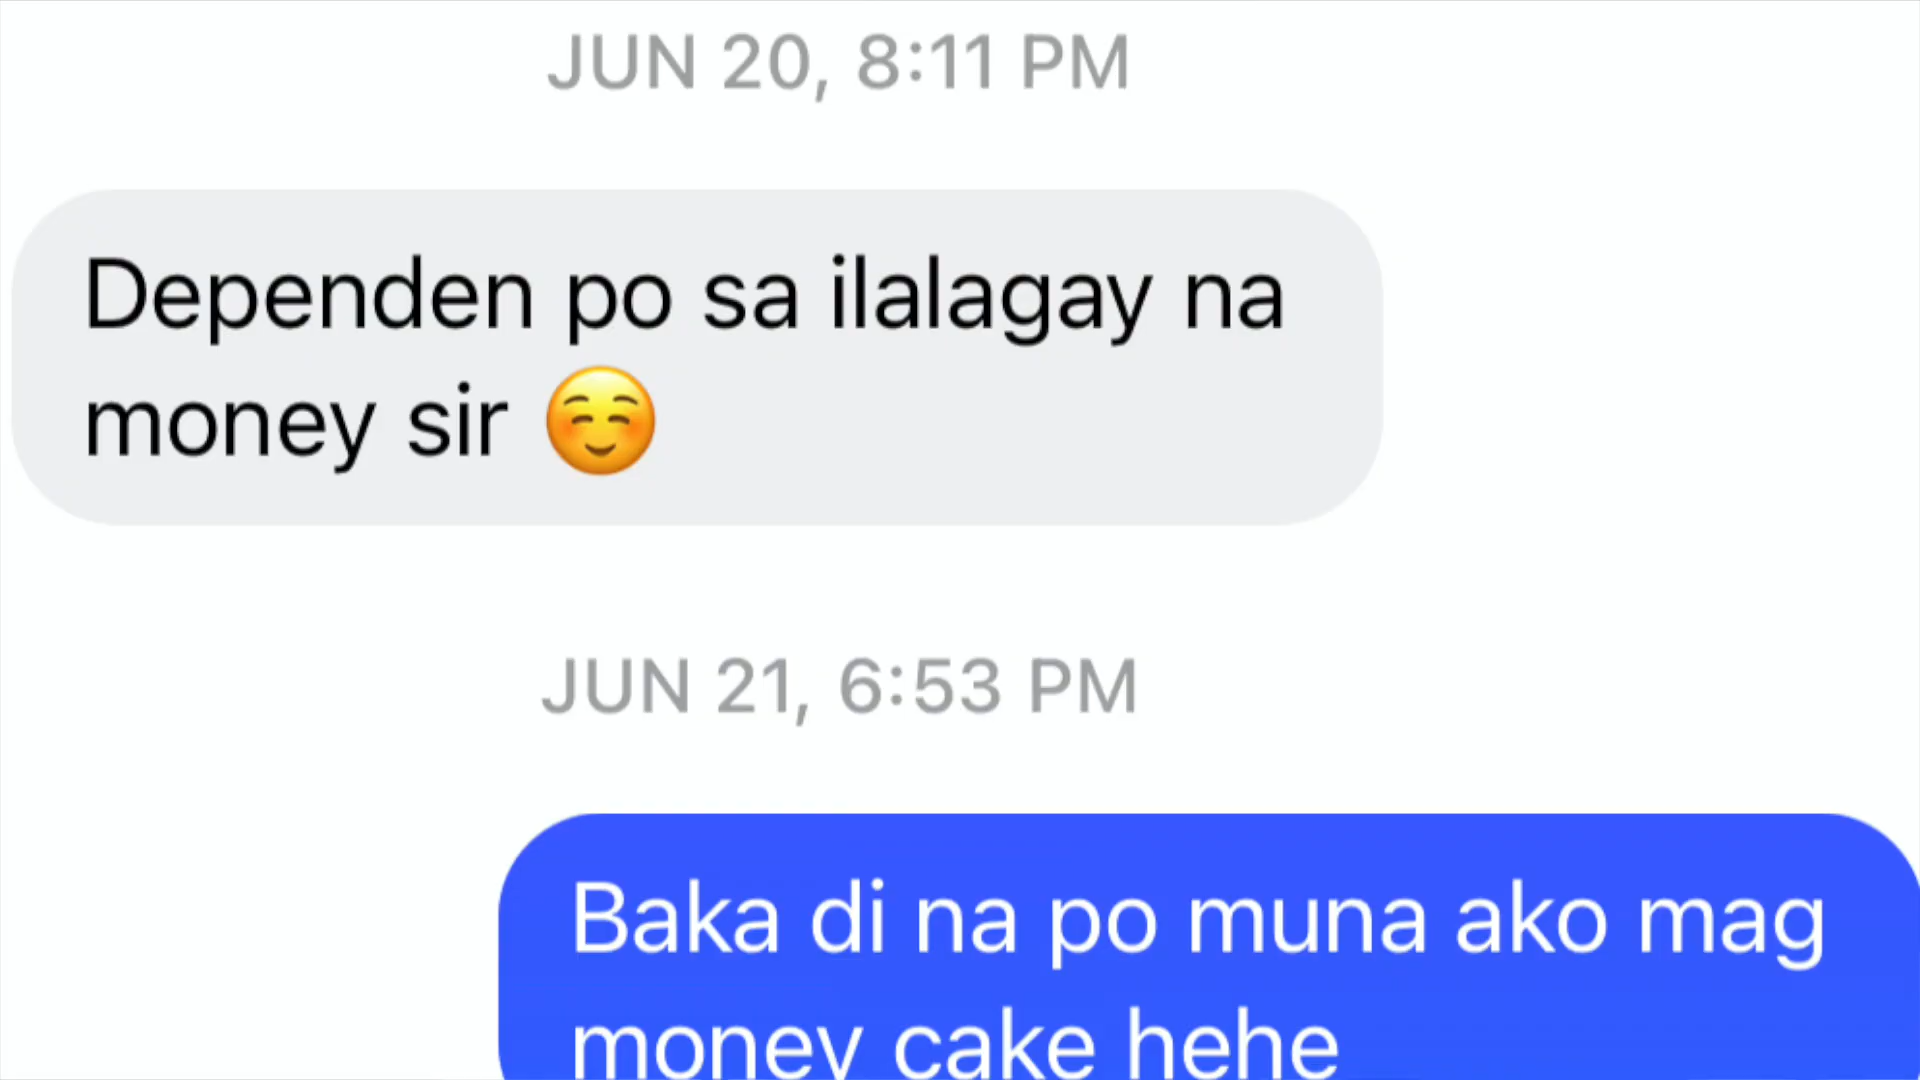 JUN 20, 8:11 PM
Dependen po sa ilalagay na
money sir ☺️
JUN 21, 6:53 PM
Baka di na po muna ako mag
money cake hehe